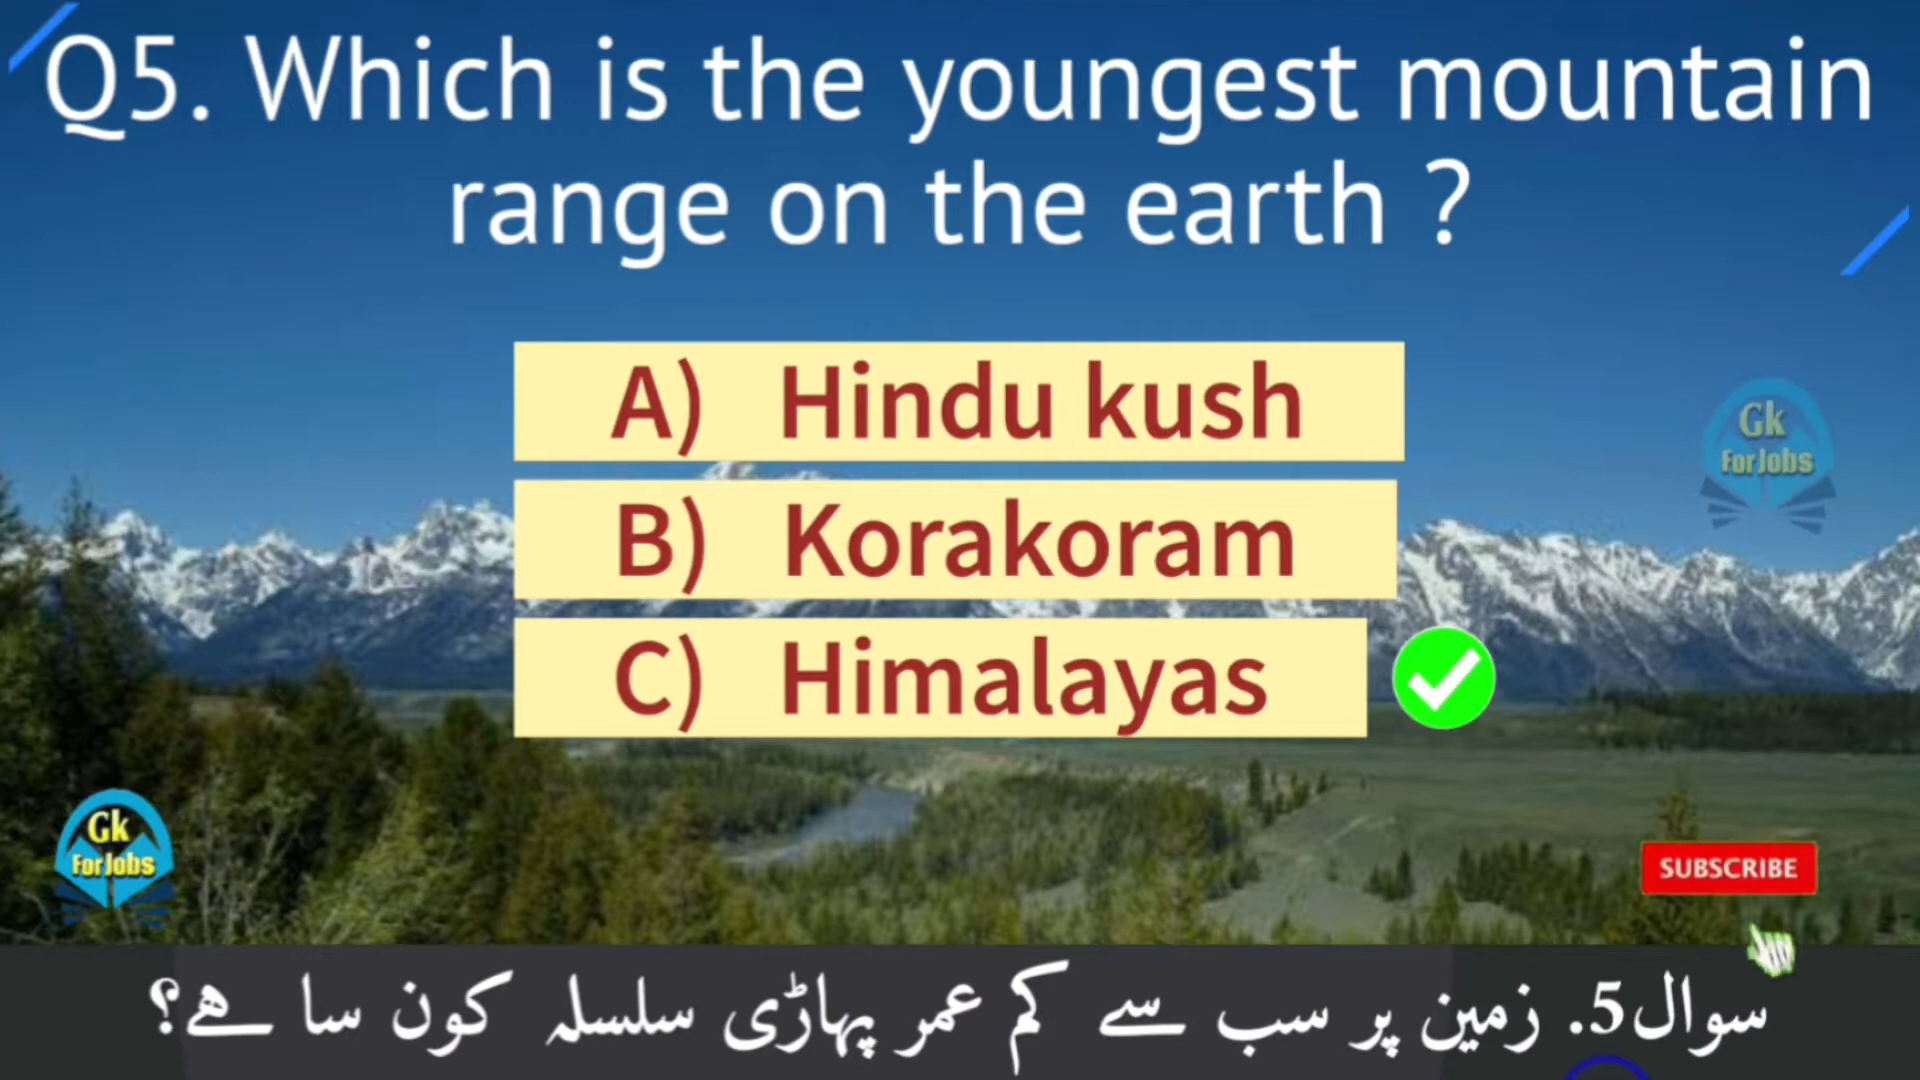 Q5. Which is the youngest mountain
range on the earth ?
A) Hindu kush
B) Korakoram
C) Himalayas
Gk
ForJobs
Gk
ForJobs
SUBSCRIBE
سوال5. زمین پر سب سے کم عمر پہاڑی سلسلہ کون سا ہے؟